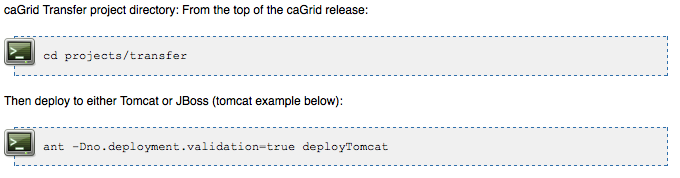 caGrid Transfer project directory: From the top of the caGrid release:
cd projects/transfer
Then deploy to either Tomcat or JBoss (tomcat example below):
ant -Dno.deployment.validation=true deployTomcat